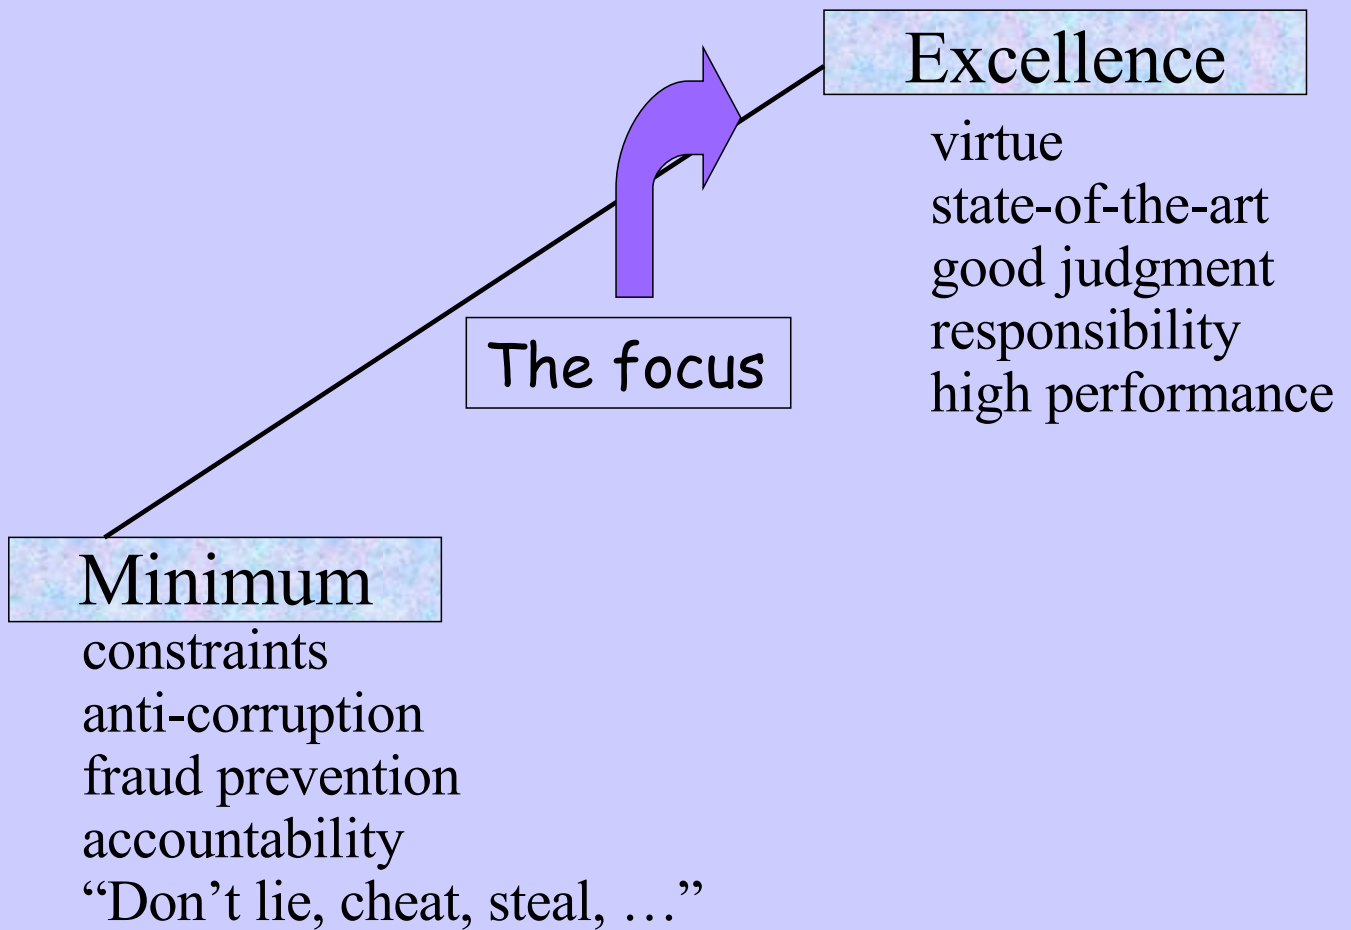 Excellence
virtue
state-of-the-art
good judgment
responsibility
high performance
The focus
Minimum
constraints
anti-corruption
fraud prevention
accountability
“Don’t lie, cheat, steal, …”